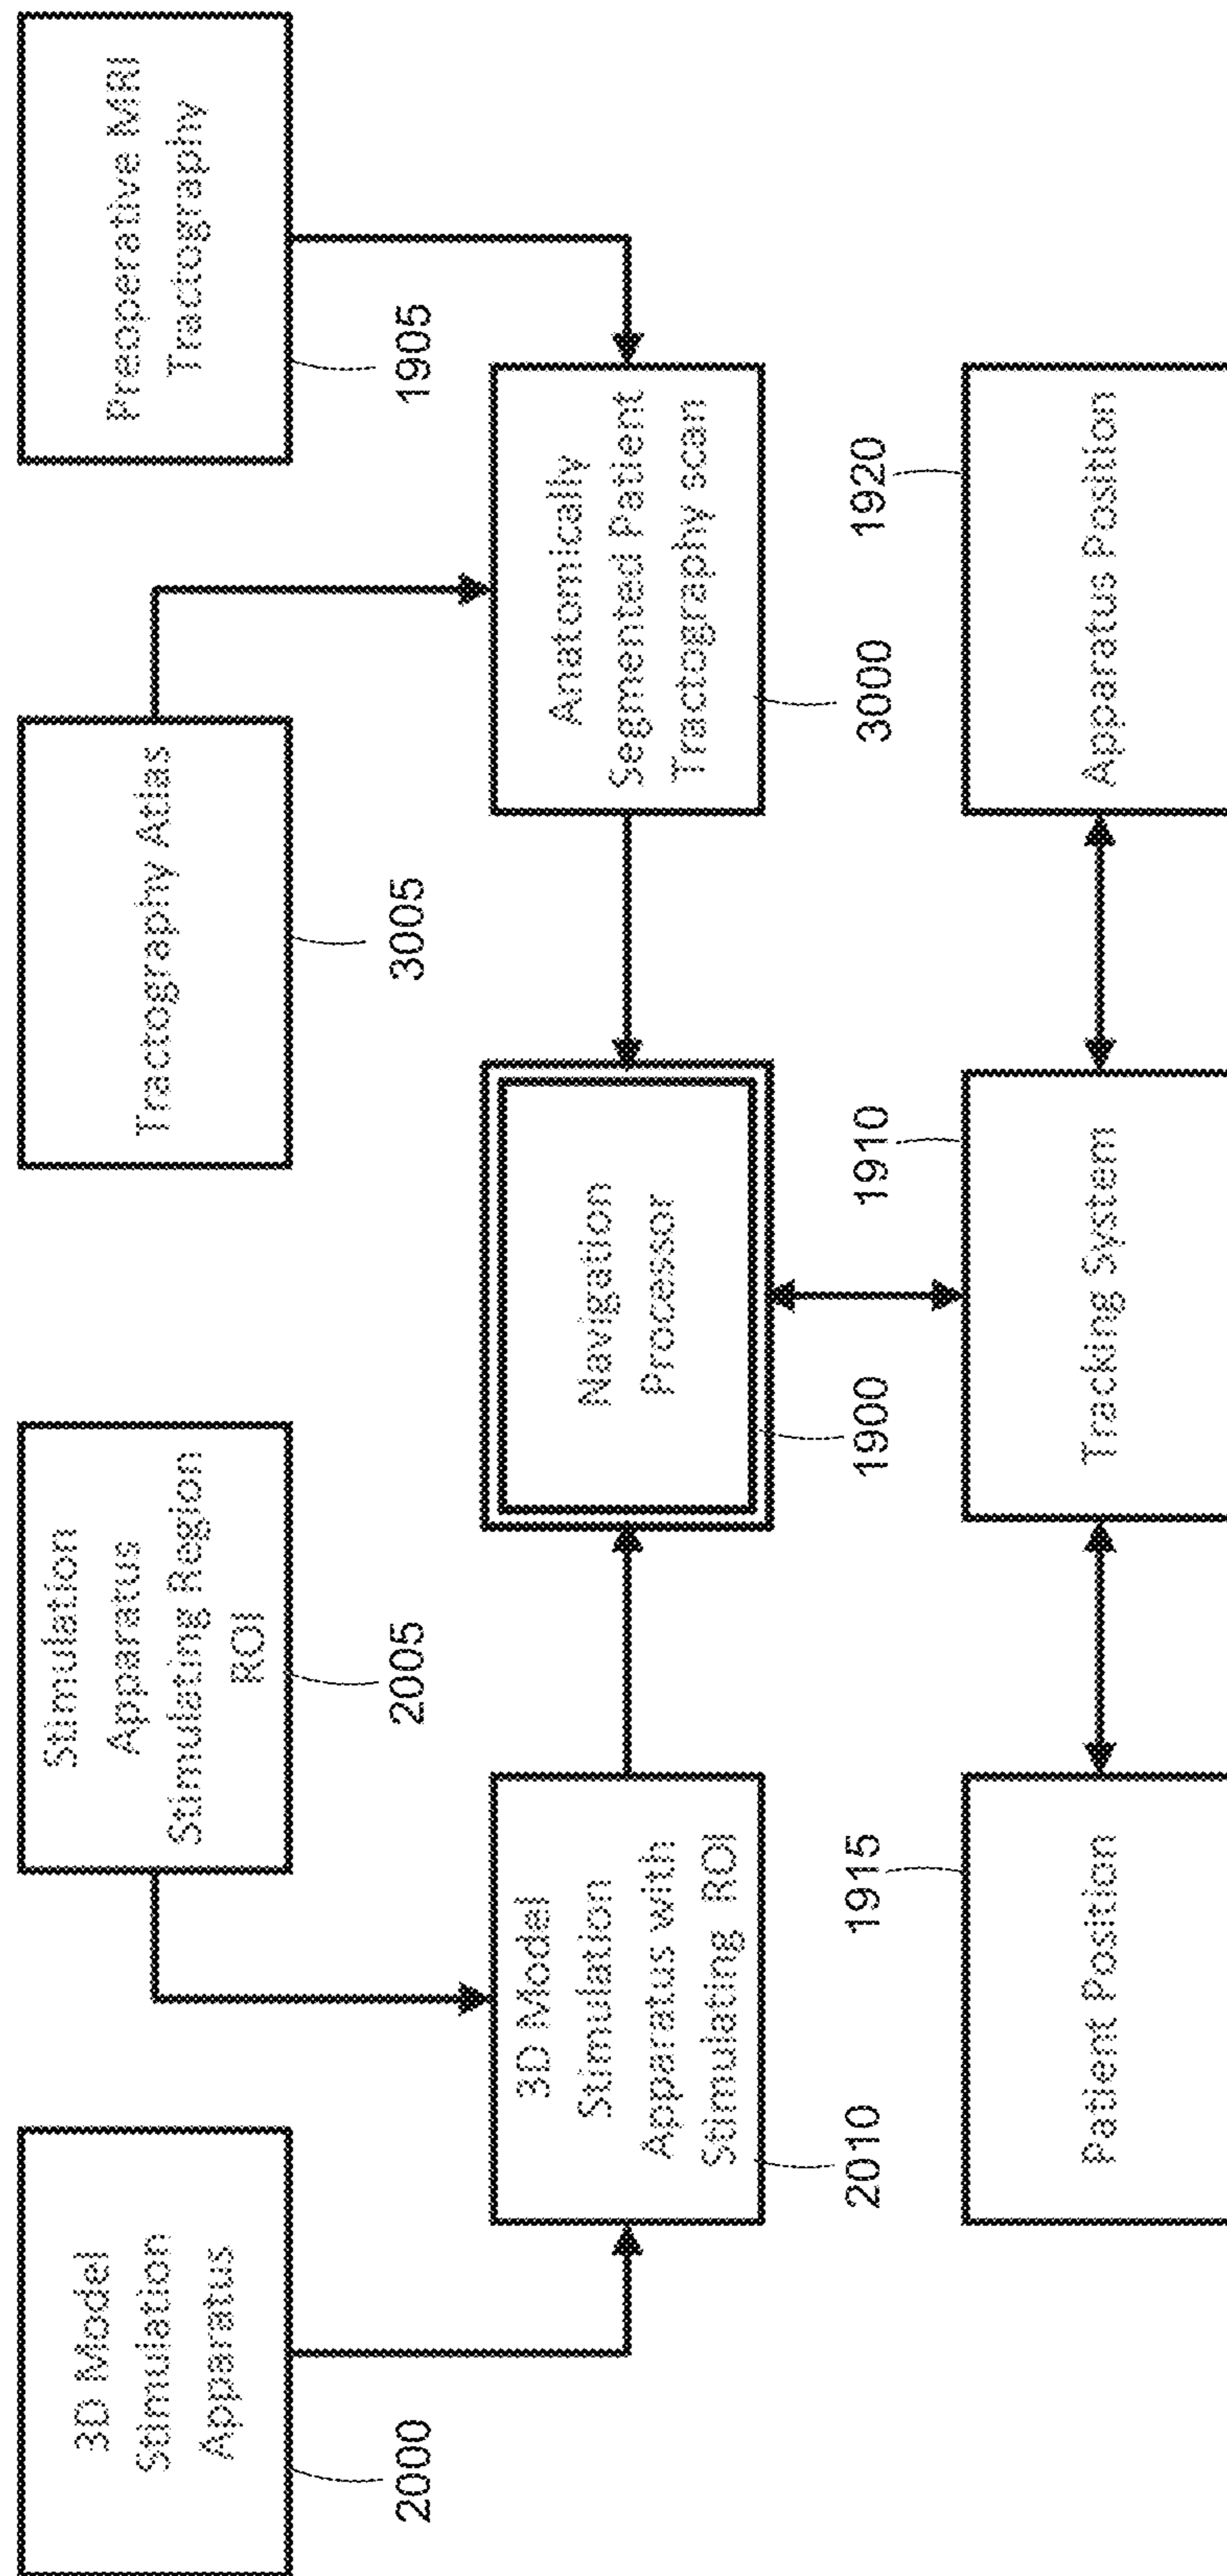 3D Model
Stimulation
Apparatus
2000
Stimulation
Apparatus
Stimulating Region
ROI
2005
Tractography Atlas
3005
Preoperative MRI
Tractography
1905
3D Model
Stimulation
Apparatus with
Stimulating ROI
2010
Navigation
Processor
1900
Anatomically
Segmented Patient
Tractography scan
3000
Patient Position
1915
Tracking System
1910
Apparatus Position
1920